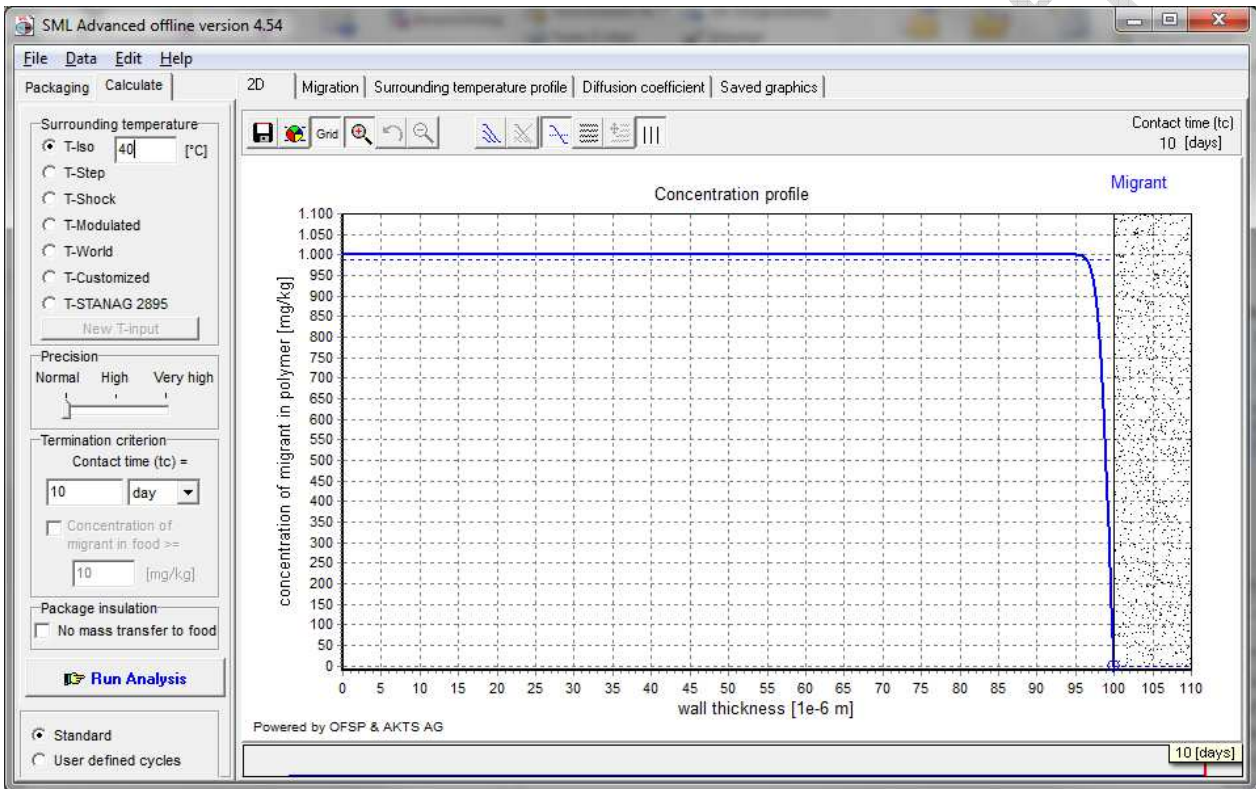 SML Advanced offline version 4.54
File Data Edit Help
Packaging Calculate
2D Migration Surrounding temperature profile Diffusion coefficient Saved graphics
Surrounding temperature
T-Iso 40 [°C]
T-Step
T-Shock
T-Modulated
T-World
T-Customized
T-STANAG 2895
New T-input
Precision
Normal High Very high
Termination criterion
Contact time (tc) =
10 day
Concentration of
migrant in food >=
10 [mg/kg]
Package insulation
No mass transfer to food
Run Analysis
Standard
User defined cycles
Grid
Contact time (tc)
10 [days]
Migrant
Concentration profile
concentration of migrant in polymer [mg/kg]
1.100
1.050
1.000
950
900
850
800
750
700
650
600
550
500
450
400
350
300
250
200
150
100
50
0
0 5 10 15 20 25 30 35 40 45 50 55 60 65 70 75 80 85 90 95 100 105 110
wall thickness [1e-6 m]
Powered by OFSP & AKTS AG
10 [days]